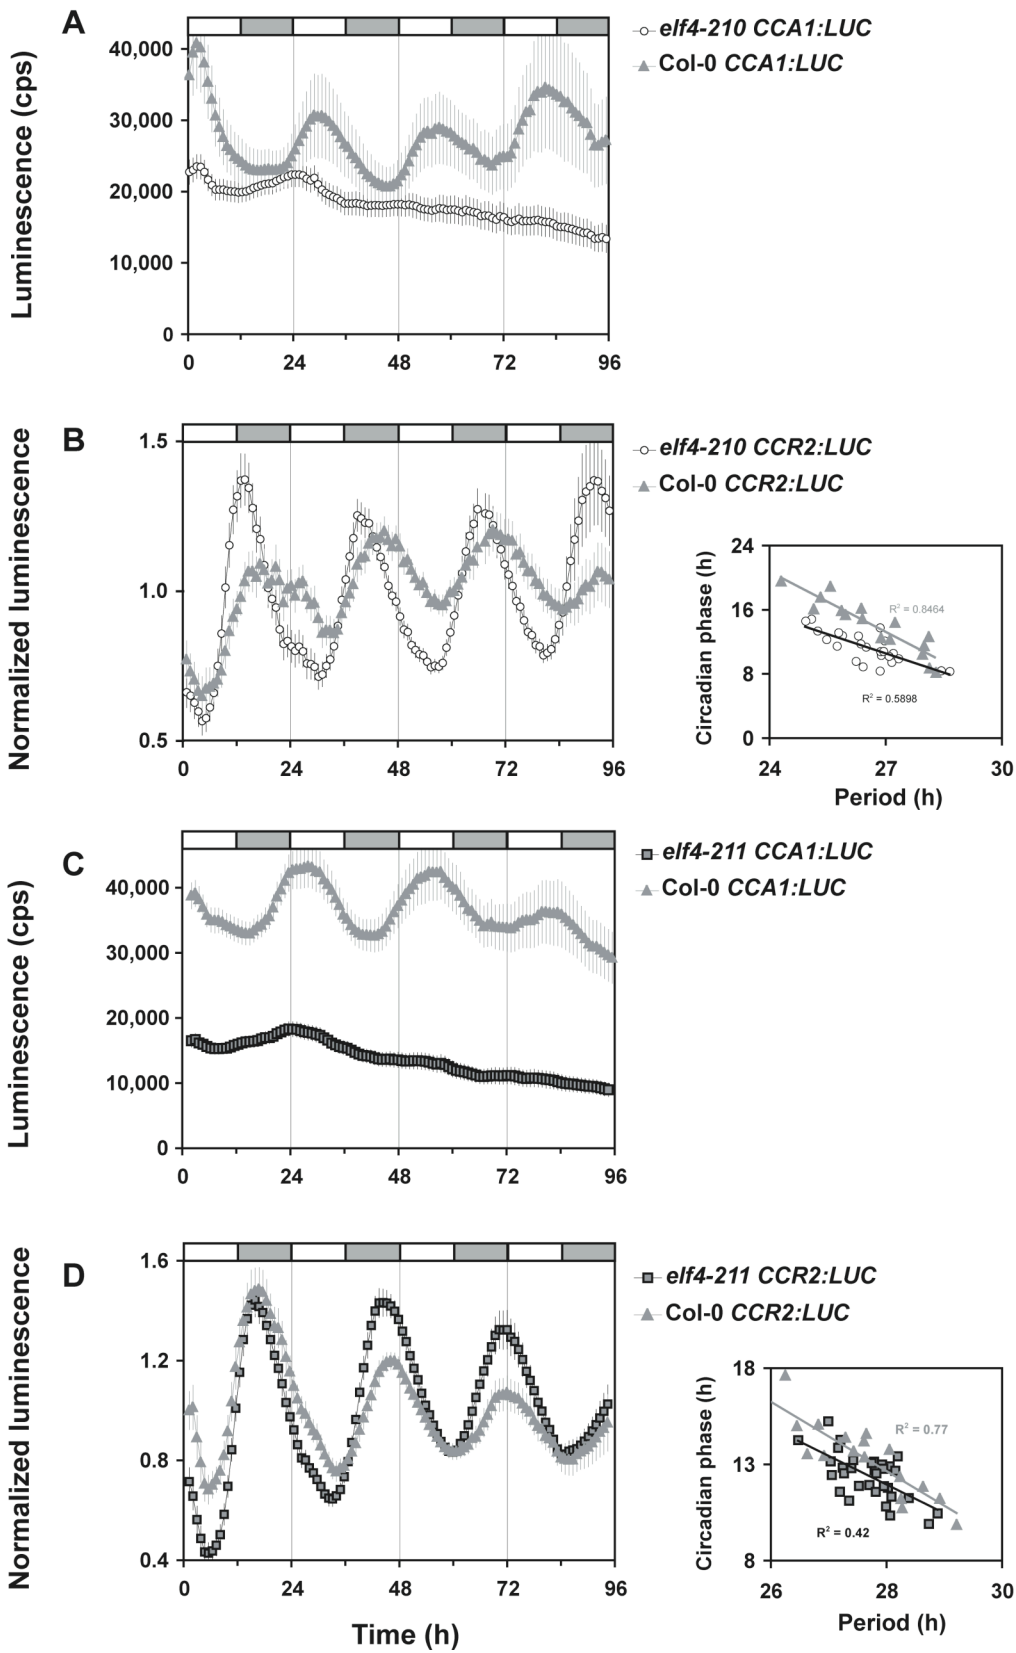 A
elf4-210 CCA1:LUC
Col-0 CCA1:LUC
Luminescence (cps)
40,000
30,000
20,000
10,000
0
0 24 48 72 96
B
elf4-210 CCR2:LUC
Col-0 CCR2:LUC
Normalized luminescence
1.5
1.0
0.5
0 24 48 72 96
Circadian phase (h)
24
16
8
0
R² = 0.8464
R² = 0.5898
24 27 30
Period (h)
C
elf4-211 CCA1:LUC
Col-0 CCA1:LUC
Luminescence (cps)
40,000
30,000
20,000
10,000
0
0 24 48 72 96
D
elf4-211 CCR2:LUC
Col-0 CCR2:LUC
Normalized luminescence
1.6
1.2
0.8
0.4
0 24 48 72 96
Time (h)
Circadian phase (h)
18
13
8
R² = 0.77
R² = 0.42
26 28 30
Period (h)